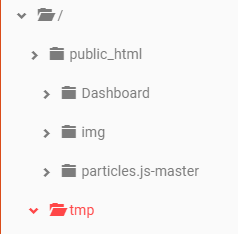 /
public_html
Dashboard
img
particles.js-master
tmp